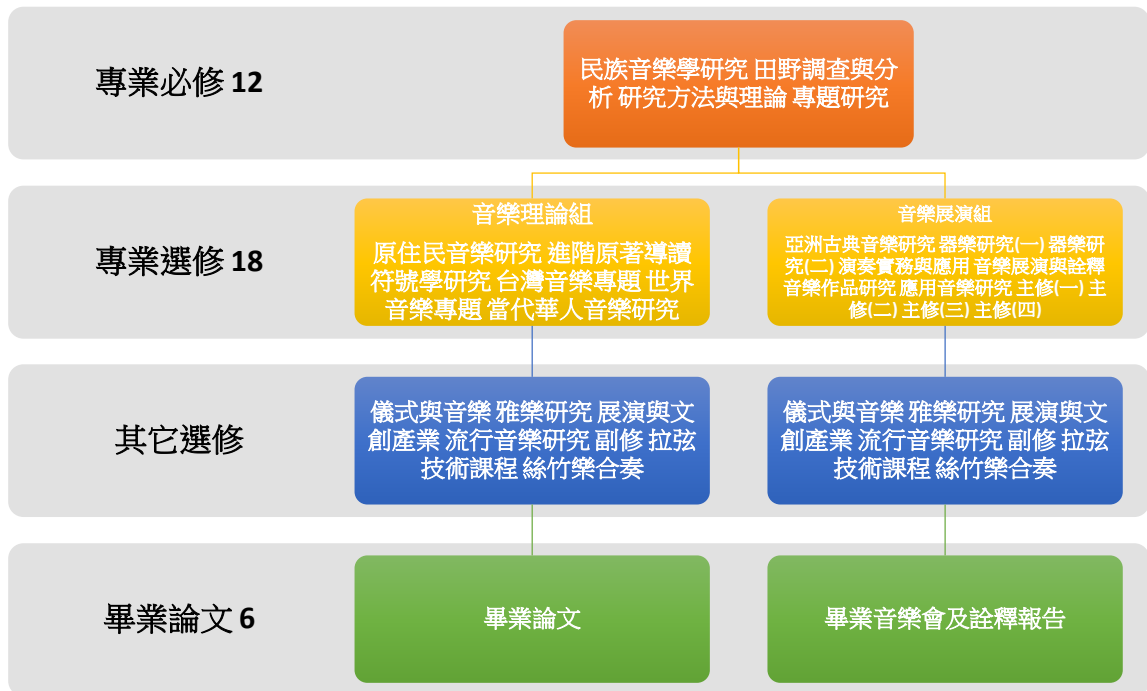 專業必修 12
民族音樂學研究 田野調查與分
析 研究方法與理論 專題研究
專業選修 18
音樂理論組
原住民音樂研究 進階原著導讀
符號學研究 台灣音樂專題 世界
音樂專題 當代華人音樂研究
音樂展演組
亞洲古典音樂研究 器樂研究(一) 器樂研
究(二) 演奏實務與應用 音樂展演與詮釋
音樂作品研究 應用音樂研究 主修(一) 主
修(二) 主修(三) 主修(四)
其它選修
儀式與音樂 雅樂研究 展演與文
創產業 流行音樂研究 副修 拉弦
技術課程 絲竹樂合奏
儀式與音樂 雅樂研究 展演與文
創產業 流行音樂研究 副修 拉弦
技術課程 絲竹樂合奏
畢業論文 6
畢業論文
畢業音樂會及詮釋報告